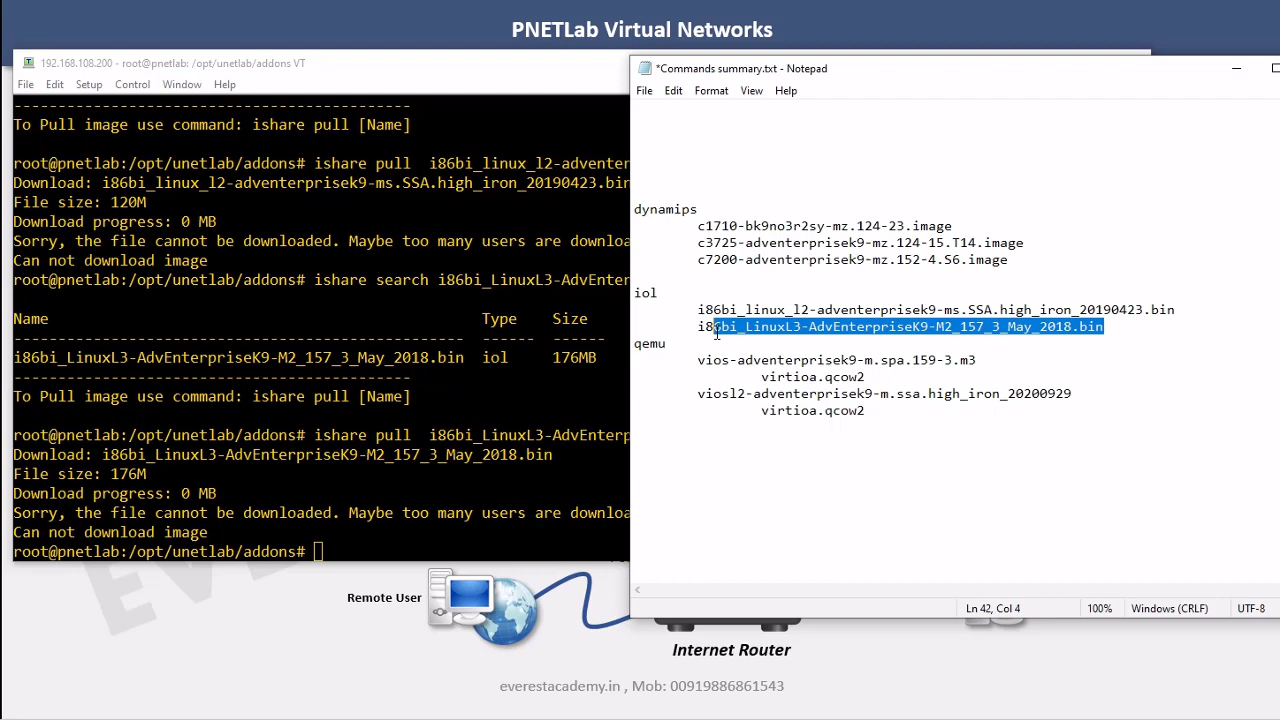 PNETLab Virtual Networks
192.168.108.200 - root@pnetlab: /opt/unetlab/addons VT
File Edit Setup Control Window Help
----------------------------------------------
To Pull image use command: ishare pull [Name]
root@pnetlab:/opt/unetlab/addons# ishare pull  i86bi_linux_l2-adventer
Download: i86bi_linux_l2-adventerprisek9-ms.SSA.high_iron_20190423.bin
File size: 120M
Download progress: 0 MB
Sorry, the file cannot be downloaded. Maybe too many users are downloa
Can not download image
root@pnetlab:/opt/unetlab/addons# ishare search i86bi_LinuxL3-AdvEnter
Name Type Size
---------------------------------------------------- ------ ------
i86bi_LinuxL3-AdvEnterpriseK9-M2_157_3_May_2018.bin iol 176MB
----------------------------------------------
To Pull image use command: ishare pull [Name]
root@pnetlab:/opt/unetlab/addons# ishare pull  i86bi_LinuxL3-AdvEnterp
Download: i86bi_LinuxL3-AdvEnterpriseK9-M2_157_3_May_2018.bin
File size: 176M
Download progress: 0 MB
Sorry, the file cannot be downloaded. Maybe too many users are downloa
Can not download image
root@pnetlab:/opt/unetlab/addons#
*Commands summary.txt - Notepad
File Edit Format View Help
dynamips
c1710-bk9no3r2sy-mz.124-23.image
c3725-adventerprisek9-mz.124-15.T14.image
c7200-adventerprisek9-mz.152-4.S6.image
iol
i86bi_linux_l2-adventerprisek9-ms.SSA.high_iron_20190423.bin
i86bi_LinuxL3-AdvEnterpriseK9-M2_157_3_May_2018.bin
qemu
vios-adventerprisek9-m.spa.159-3.m3
virtioa.qcow2
viosl2-adventerprisek9-m.ssa.high_iron_20200929
virtioa.qcow2
Ln 42, Col 4 100% Windows (CRLF) UTF-8
Remote User
Internet Router
everestacademy.in , Mob: 00919886861543